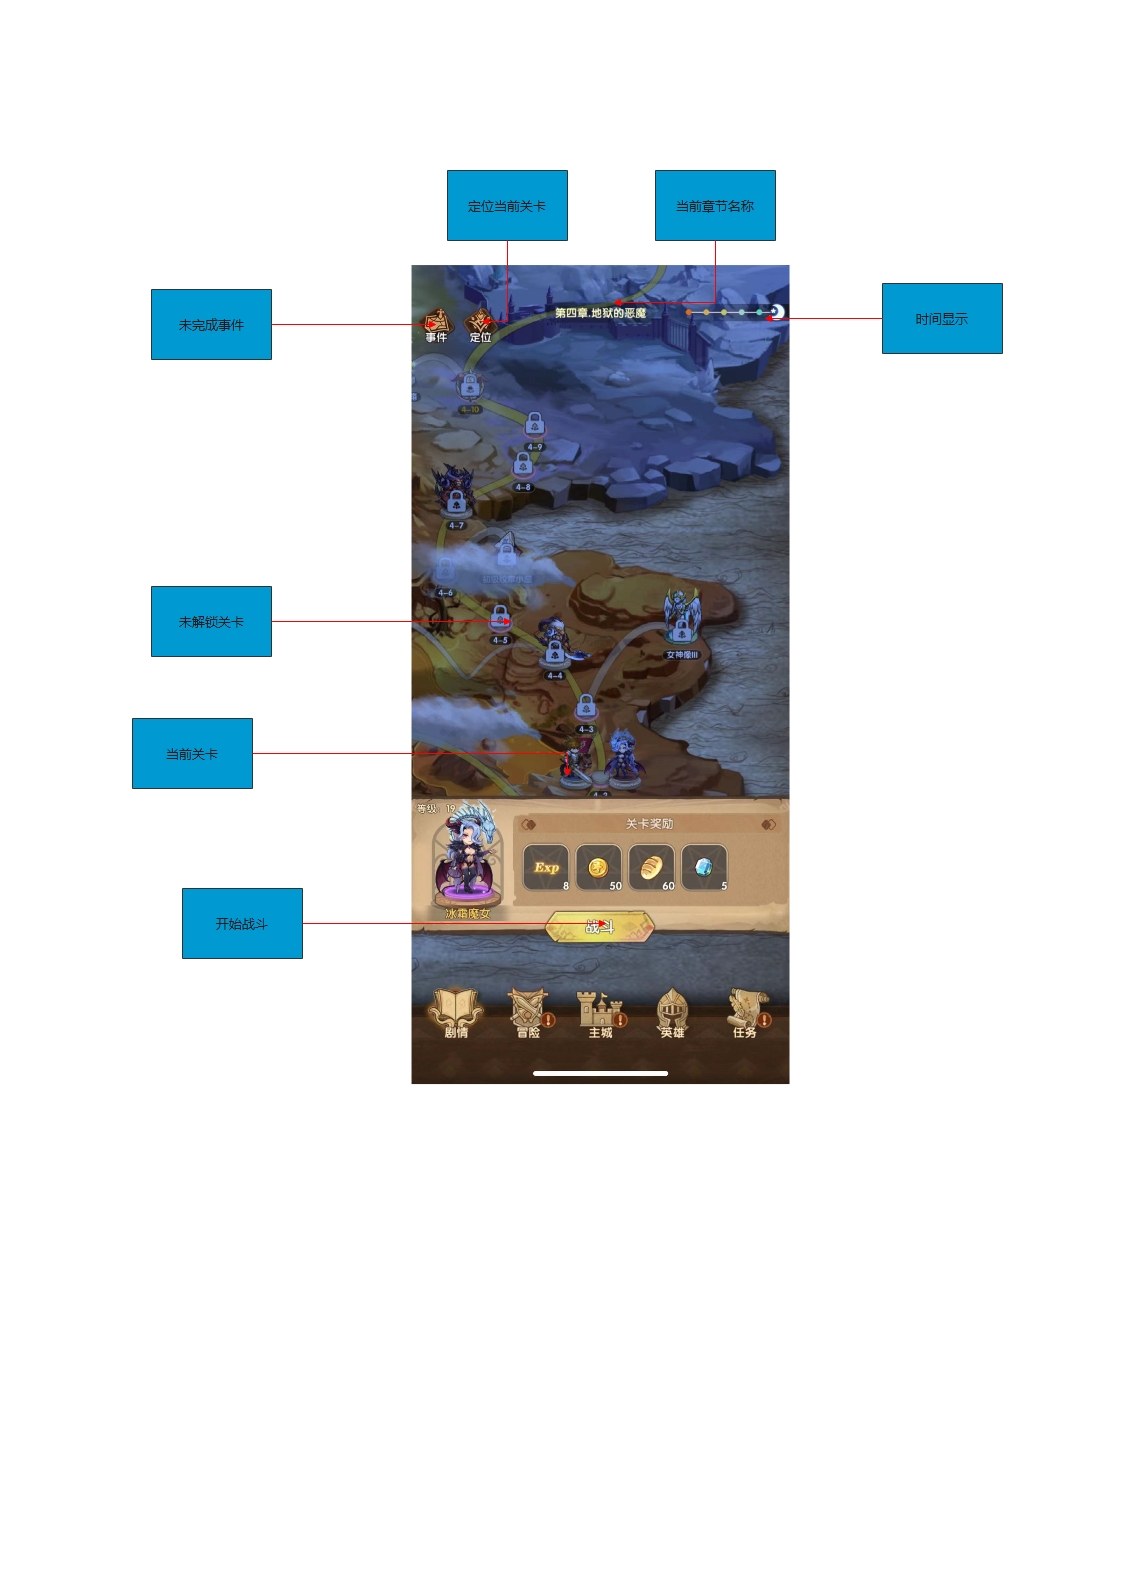 定位当前关卡
当前章节名称
未完成事件
时间显示
第四章.地狱的恶魔
事件
定位
4-10
4-9
4-8
4-7
4-6
未解锁关卡
4-5
女神像III
4-4
4-3
当前关卡
4-2
等级: 19
关卡奖励
Exp
8
50
60
5
冰霜魔女
开始战斗
战斗
剧情
冒险
主城
英雄
任务